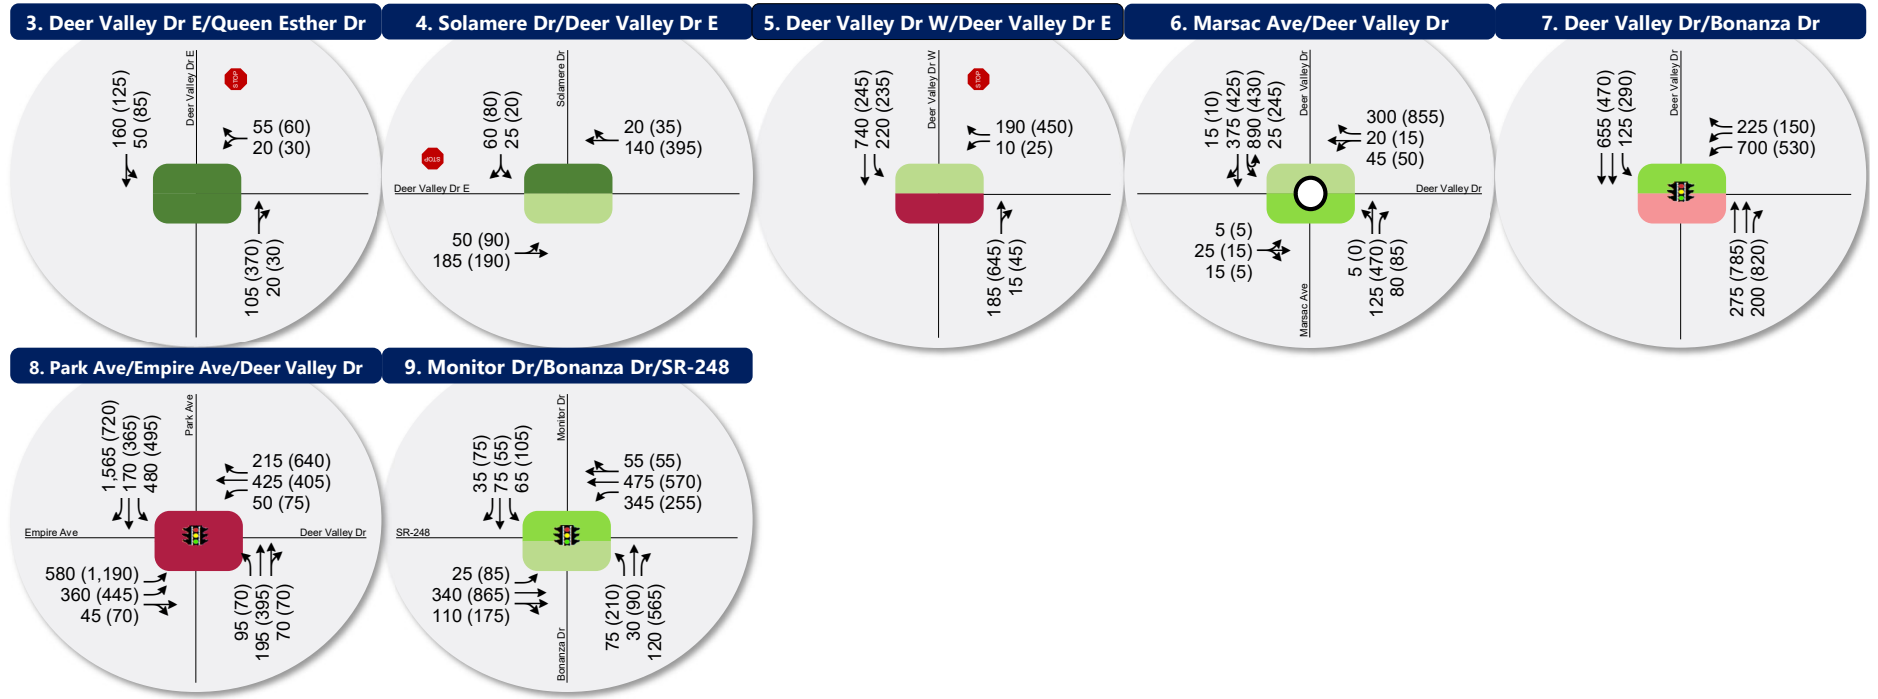 3. Deer Valley Dr E/Queen Esther Dr
160 (125)
50 (85)
Deer Valley Dr E
STOP
55 (60)
20 (30)
105 (370)
20 (30)
4. Solamere Dr/Deer Valley Dr E
STOP
60 (80)
25 (20)
Solamere Dr
20 (35)
140 (395)
Deer Valley Dr E
50 (90)
185 (190)
5. Deer Valley Dr W/Deer Valley Dr E
740 (245)
220 (235)
Deer Valley Dr W
STOP
190 (450)
10 (25)
185 (645)
15 (45)
6. Marsac Ave/Deer Valley Dr
15 (10)
375 (425)
890 (430)
25 (245)
Deer Valley Dr
300 (855)
20 (15)
45 (50)
Deer Valley Dr
5 (5)
25 (15)
15 (5)
Marsac Ave
5 (0)
125 (470)
80 (85)
7. Deer Valley Dr/Bonanza Dr
655 (470)
125 (290)
Deer Valley Dr
225 (150)
700 (530)
275 (785)
200 (820)
8. Park Ave/Empire Ave/Deer Valley Dr
1,565 (720)
170 (365)
480 (495)
Park Ave
215 (640)
425 (405)
50 (75)
Empire Ave
Deer Valley Dr
580 (1,190)
360 (445)
45 (70)
95 (70)
195 (395)
70 (70)
9. Monitor Dr/Bonanza Dr/SR-248
35 (75)
75 (55)
65 (105)
Monitor Dr
55 (55)
475 (570)
345 (255)
SR-248
25 (85)
340 (865)
110 (175)
Bonanza Dr
75 (210)
30 (90)
120 (565)